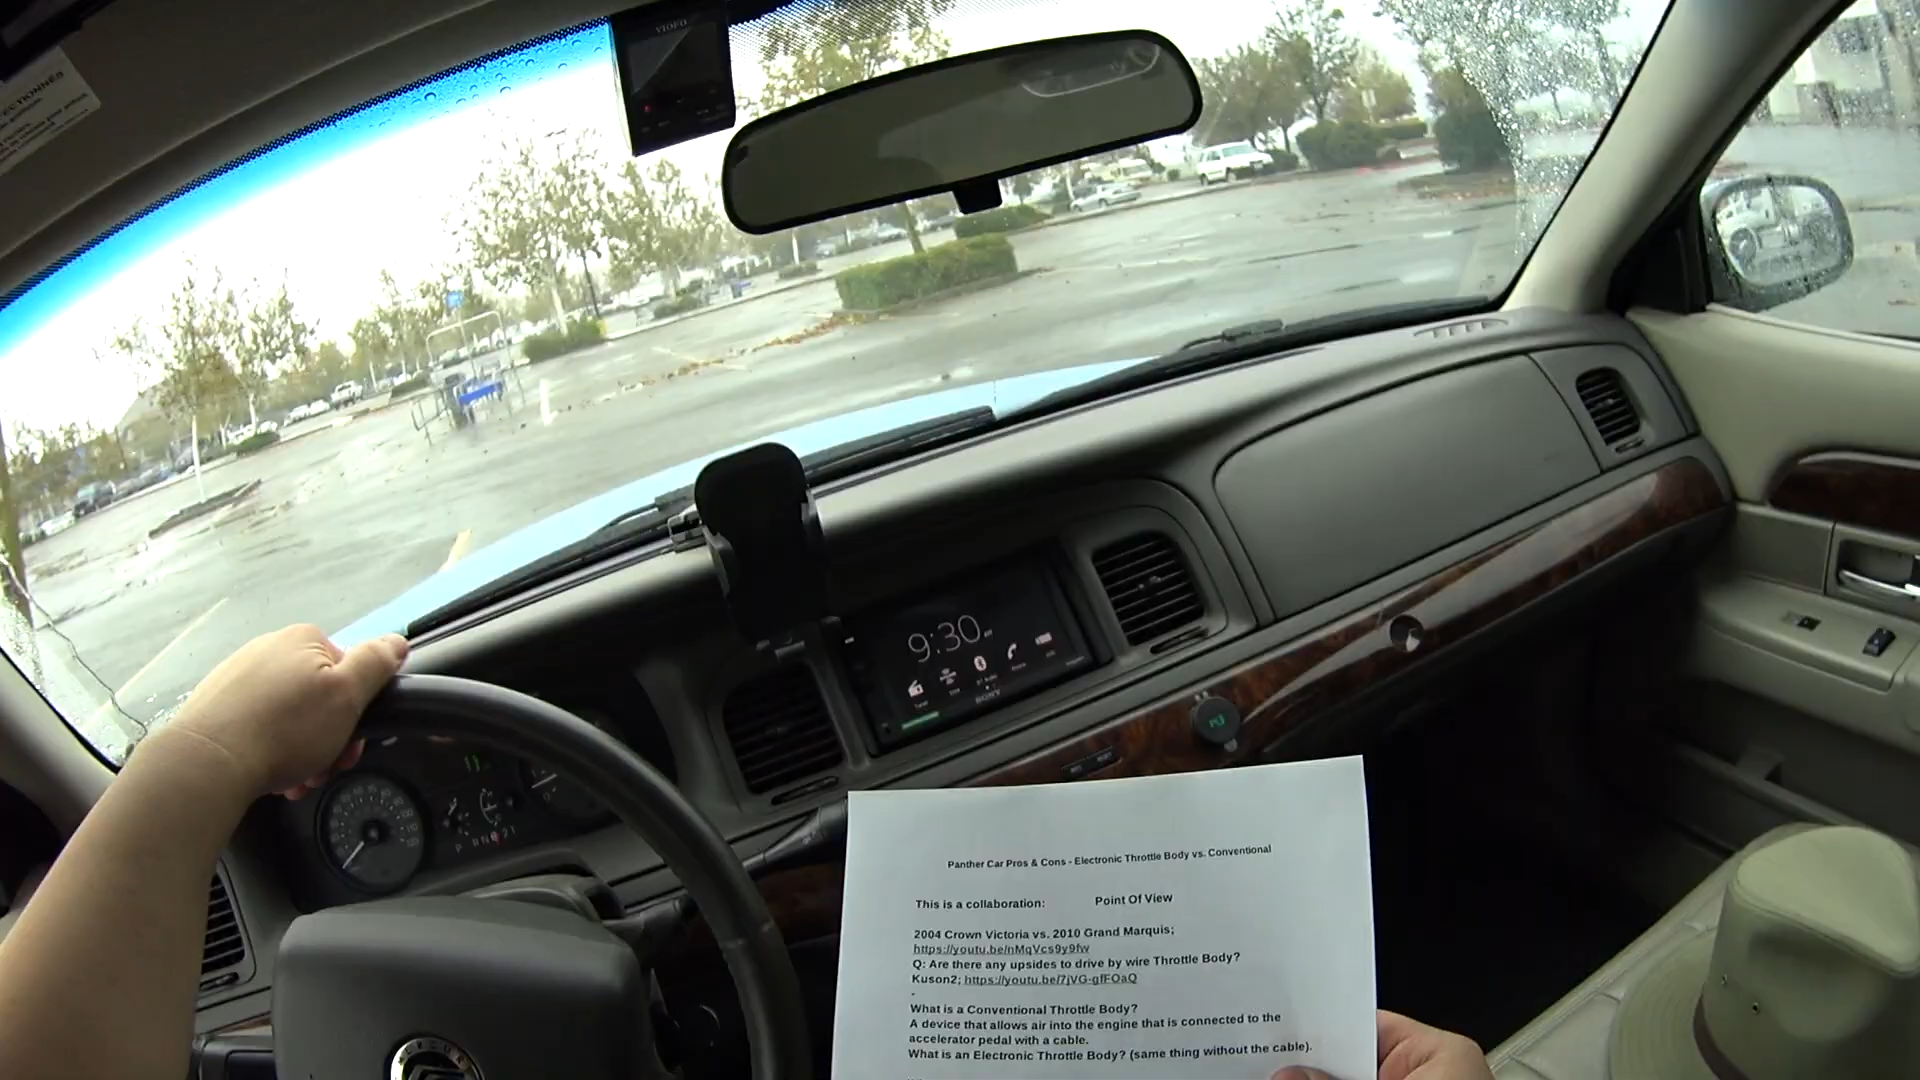 VIOFO
9:30
SONY
P R N D 2 1
Panther Car Pros & Cons - Electronic Throttle Body vs. Conventional
This is a collaboration: Point Of View
2004 Crown Victoria vs. 2010 Grand Marquis;
https://youtu.be/nMqVcs9y9fw
Q: Are there any upsides to drive by wire Throttle Body?
Kuson2; https://youtu.be/7jVG-gfFOaQ
-
What is a Conventional Throttle Body?
A device that allows air into the engine that is connected to the
accelerator pedal with a cable.
What is an Electronic Throttle Body? (same thing without the cable).